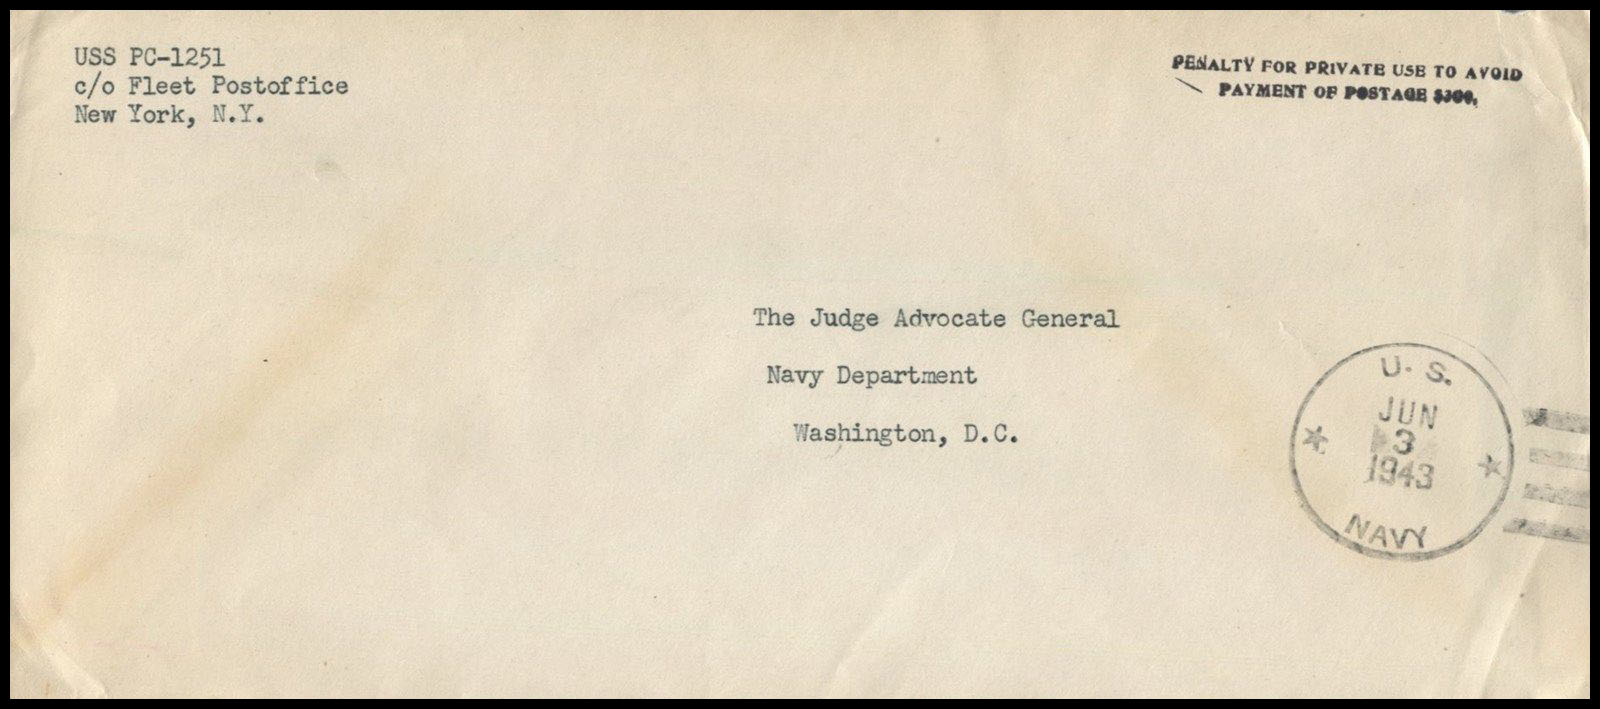 USS PC-1251
c/o Fleet Postoffice
New York, N.Y.
PENALTY FOR PRIVATE USE TO AVOID
PAYMENT OF POSTAGE $300.
The Judge Advocate General
Navy Department
Washington, D.C.
U. S.
JUN
3
1943
NAVY